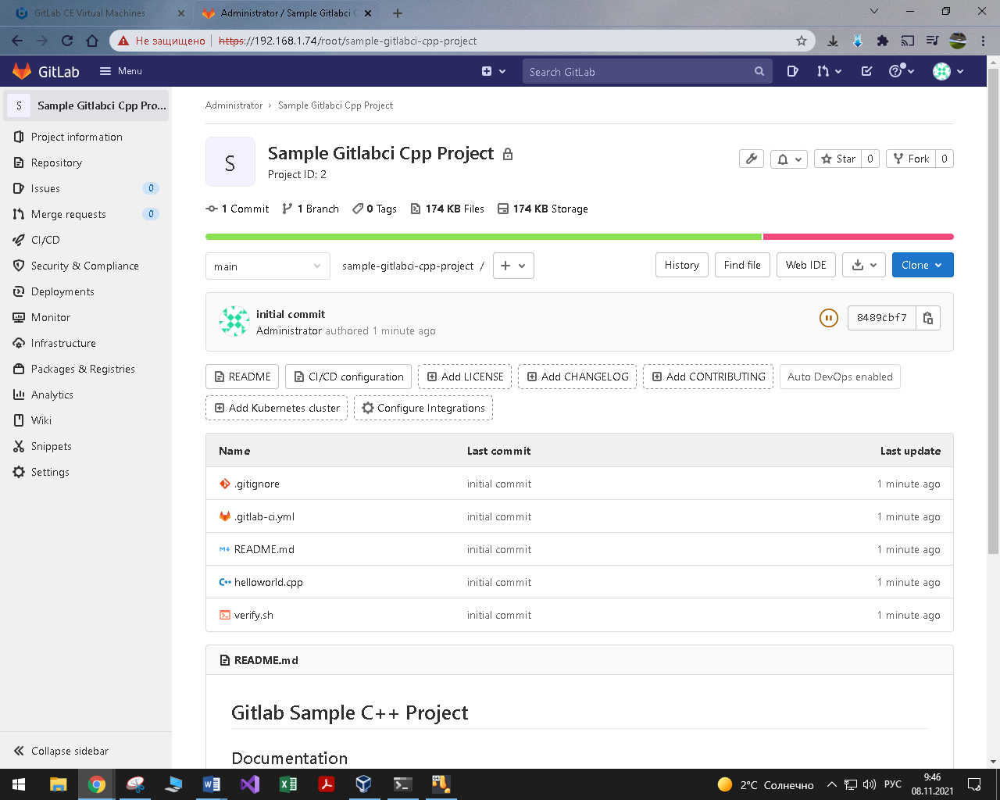 GitLab CE Virtual Machines
Administrator / Sample Gitlabci C
Не защищено https://192.168.1.74/root/sample-gitlabci-cpp-project
GitLab Menu Search GitLab
S Sample Gitlabci Cpp Pro...
Project information
Repository
Issues 0
Merge requests 0
CI/CD
Security & Compliance
Deployments
Monitor
Infrastructure
Packages & Registries
Analytics
Wiki
Snippets
Settings
Collapse sidebar
Administrator › Sample Gitlabci Cpp Project
S
Sample Gitlabci Cpp Project
Project ID: 2
Star 0 Fork 0
1 Commit 1 Branch 0 Tags 174 KB Files 174 KB Storage
main sample-gitlabci-cpp-project / History Find file Web IDE Clone
initial commit
Administrator authored 1 minute ago
8489cbf7
README CI/CD configuration Add LICENSE Add CHANGELOG Add CONTRIBUTING Auto DevOps enabled
Add Kubernetes cluster Configure Integrations
Name Last commit Last update
.gitignore initial commit 1 minute ago
.gitlab-ci.yml initial commit 1 minute ago
README.md initial commit 1 minute ago
helloworld.cpp initial commit 1 minute ago
verify.sh initial commit 1 minute ago
README.md
Gitlab Sample C++ Project
Documentation
2°C Солнечно РУС 9:46
08.11.2021